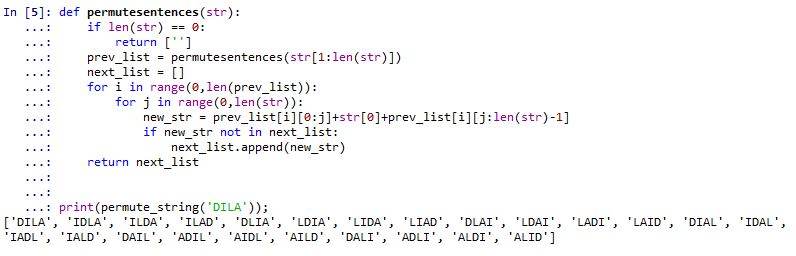 In [5]: def permutesentences(str):
   ...:     if len(str) == 0:
   ...:         return ['']
   ...:     prev_list = permutesentences(str[1:len(str)])
   ...:     next_list = []
   ...:     for i in range(0,len(prev_list)):
   ...:         for j in range(0,len(str)):
   ...:             new_str = prev_list[i][0:j]+str[0]+prev_list[i][j:len(str)-1]
   ...:             if new_str not in next_list:
   ...:                 next_list.append(new_str)
   ...:     return next_list
   ...:
   ...:
   ...: print(permute_string('DILA'));
['DILA', 'IDLA', 'ILDA', 'ILAD', 'DLIA', 'LDIA', 'LIDA', 'LIAD', 'DLAI', 'LDAI', 'LADI', 'LAID', 'DIAL', 'IDAL',
'IADL', 'IALD', 'DAIL', 'ADIL', 'AIDL', 'AILD', 'DALI', 'ADLI', 'ALDI', 'ALID']